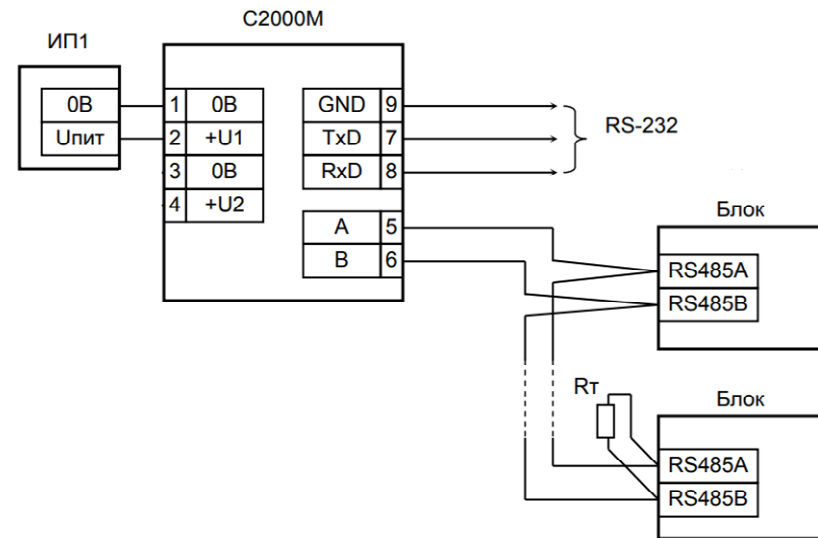 С2000М
ИП1
0В
Uпит
1 0В
2 +U1
3 0В
4 +U2
GND 9
TxD 7
RxD 8
A 5
B 6
RS-232
Блок
RS485A
RS485B
Rт
Блок
RS485A
RS485B